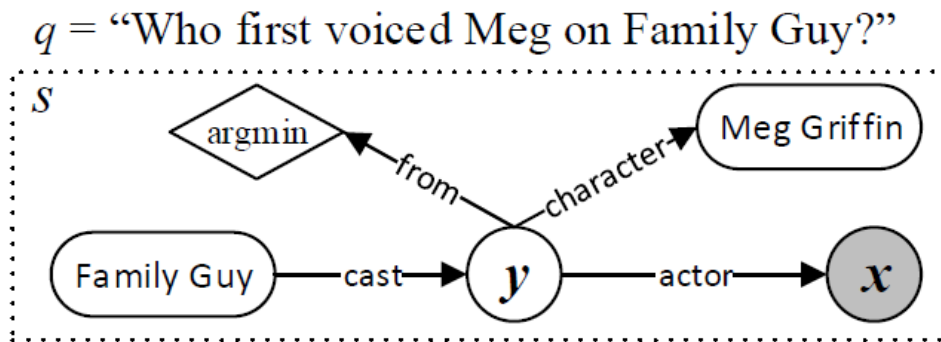 q = “Who first voiced Meg on Family Guy?”
s
argmin
Meg Griffin
from
character
Family Guy
cast
y
actor
x